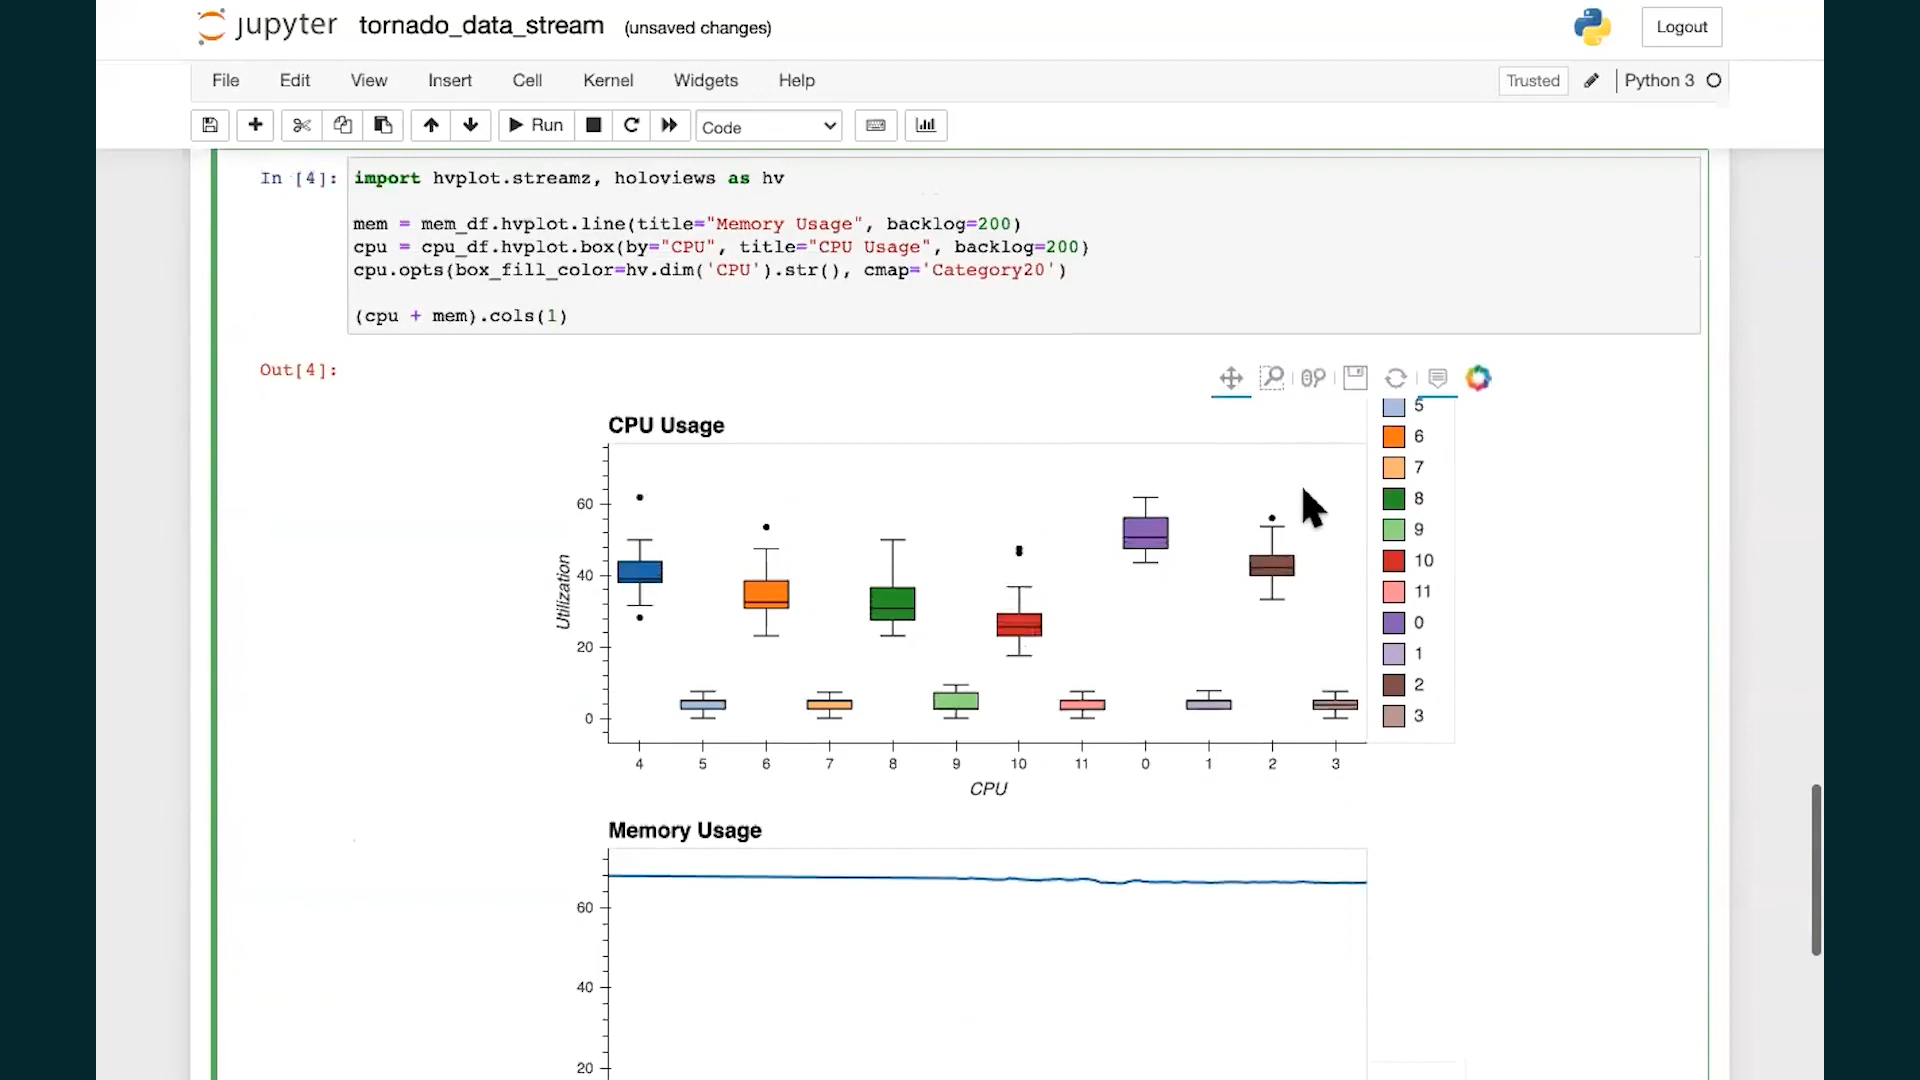 jupyter tornado_data_stream (unsaved changes) Logout
File Edit View Insert Cell Kernel Widgets Help Trusted Python 3
Run Code
In [4]: import hvplot.streamz, holoviews as hv
mem = mem_df.hvplot.line(title="Memory Usage", backlog=200)
cpu = cpu_df.hvplot.box(by="CPU", title="CPU Usage", backlog=200)
cpu.opts(box_fill_color=hv.dim('CPU').str(), cmap='Category20')
(cpu + mem).cols(1)
Out[4]:
CPU Usage
60
40
20
0
Utilization
4 5 6 7 8 9 10 11 0 1 2 3
CPU
5
6
7
8
9
10
11
0
1
2
3
Memory Usage
60
40
20